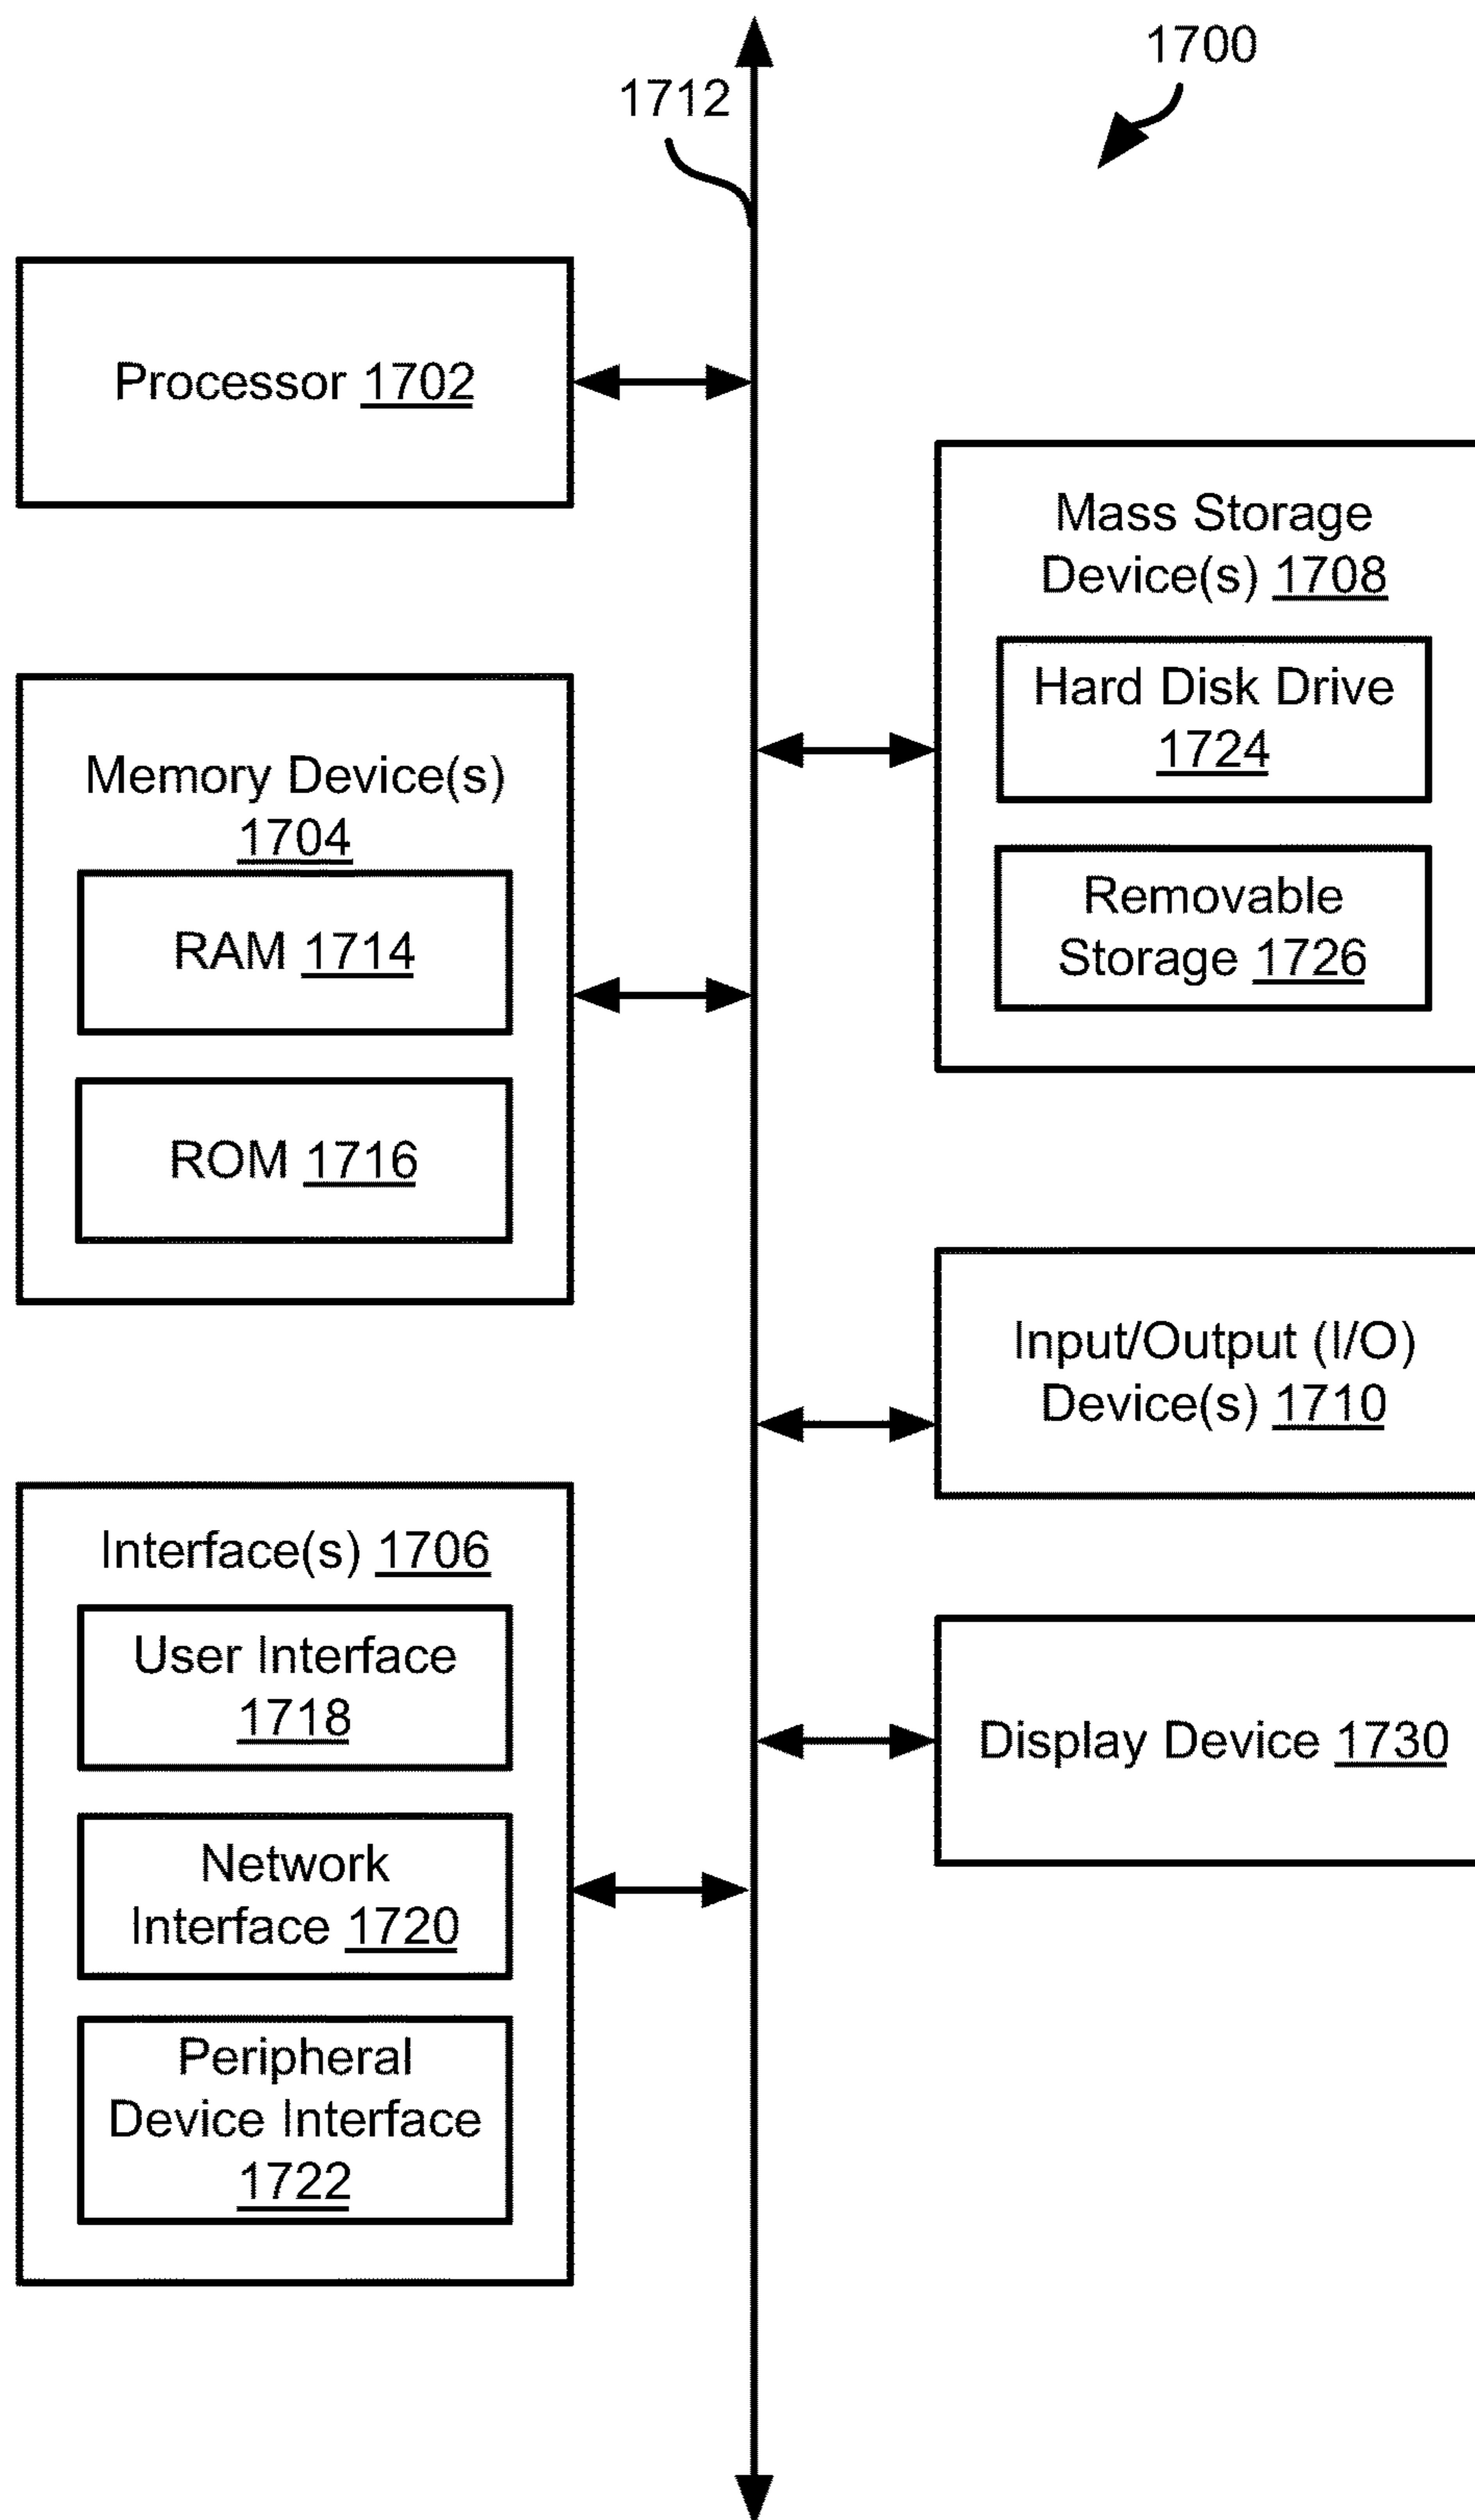 1700
1712
Processor 1702
Mass Storage
Device(s) 1708
Hard Disk Drive
1724
Removable
Storage 1726
Memory Device(s)
1704
RAM 1714
ROM 1716
Input/Output (I/O)
Device(s) 1710
Interface(s) 1706
User Interface
1718
Network
Interface 1720
Peripheral
Device Interface
1722
Display Device 1730